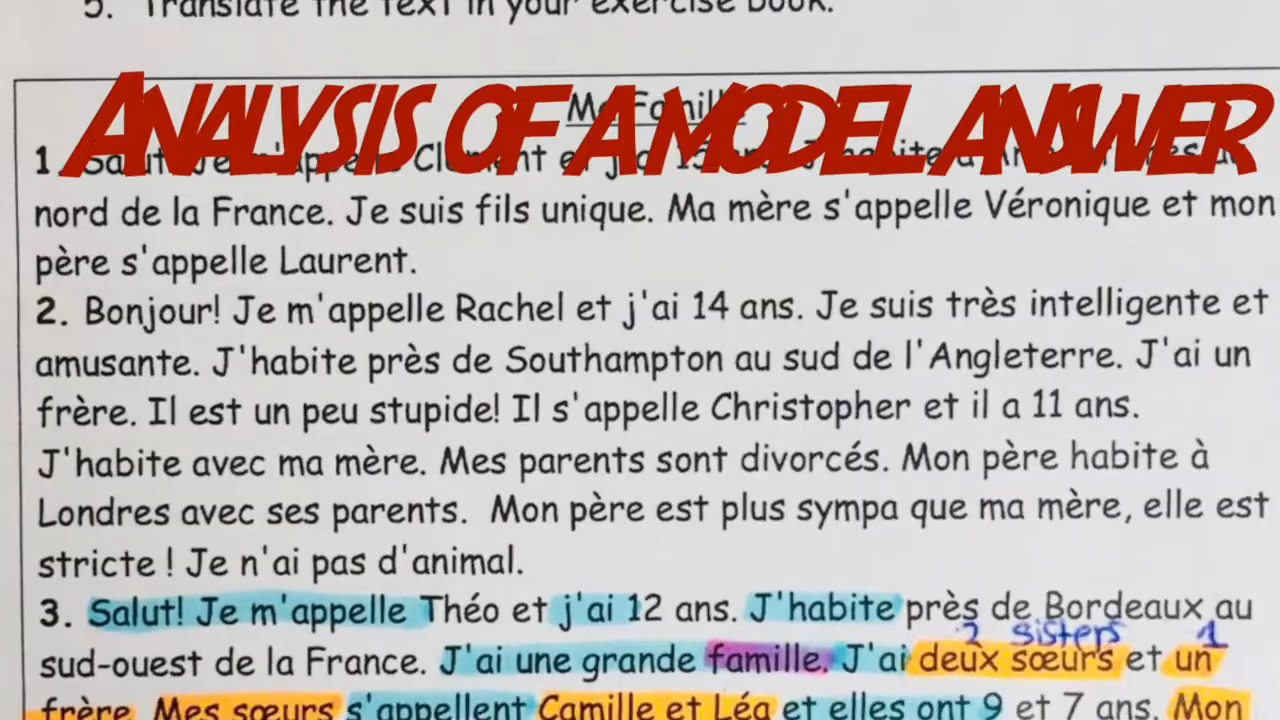 5. Translate the text in your exercise book.
ANALYSIS OF A MODEL ANSWER
Ma Famille
1. Salut! Je m'appelle Clément et j'ai 15 ans. J'habite à
nord de la France. Je suis fils unique. Ma mère s'appelle Véronique et mon
père s'appelle Laurent.
2. Bonjour! Je m'appelle Rachel et j'ai 14 ans. Je suis très intelligente et
amusante. J'habite près de Southampton au sud de l'Angleterre. J'ai un
frère. Il est un peu stupide! Il s'appelle Christopher et il a 11 ans.
J'habite avec ma mère. Mes parents sont divorcés. Mon père habite à
Londres avec ses parents. Mon père est plus sympa que ma mère, elle est
stricte ! Je n'ai pas d'animal.
3. Salut! Je m'appelle Théo et j'ai 12 ans. J'habite près de Bordeaux au
2 sisters 1
sud-ouest de la France. J'ai une grande famille. J'ai deux sœurs et un
frère. Mes sœurs s'appellent Camille et Léa et elles ont 9 et 7 ans. Mon